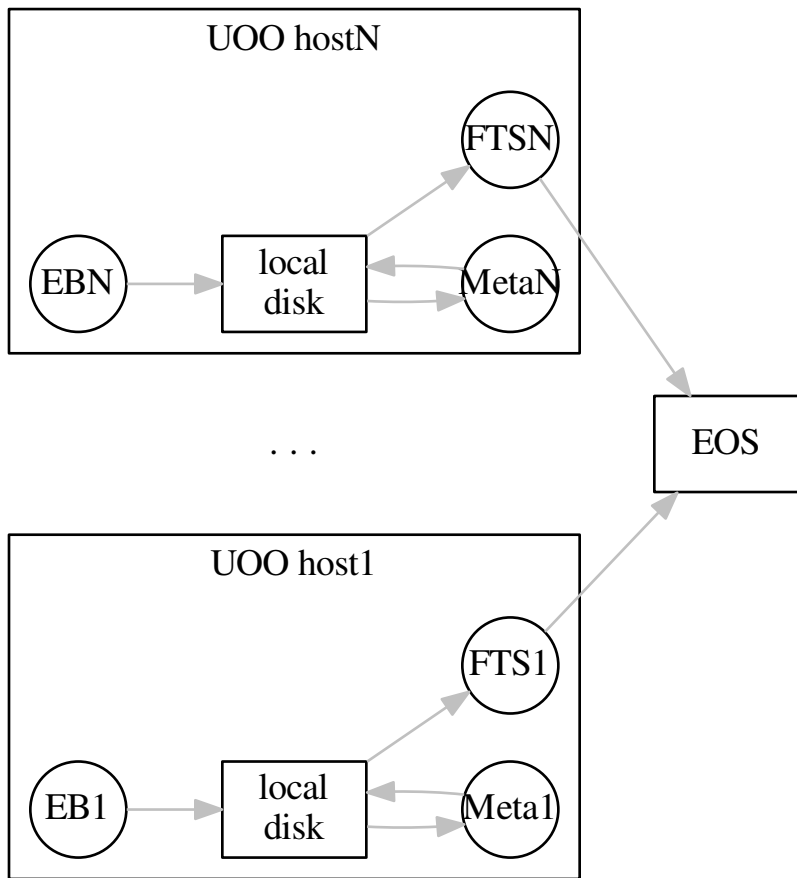 UOO hostN
FTSN
EBN
local
disk
MetaN
EOS
. . .
UOO host1
FTS1
EB1
local
disk
Meta1